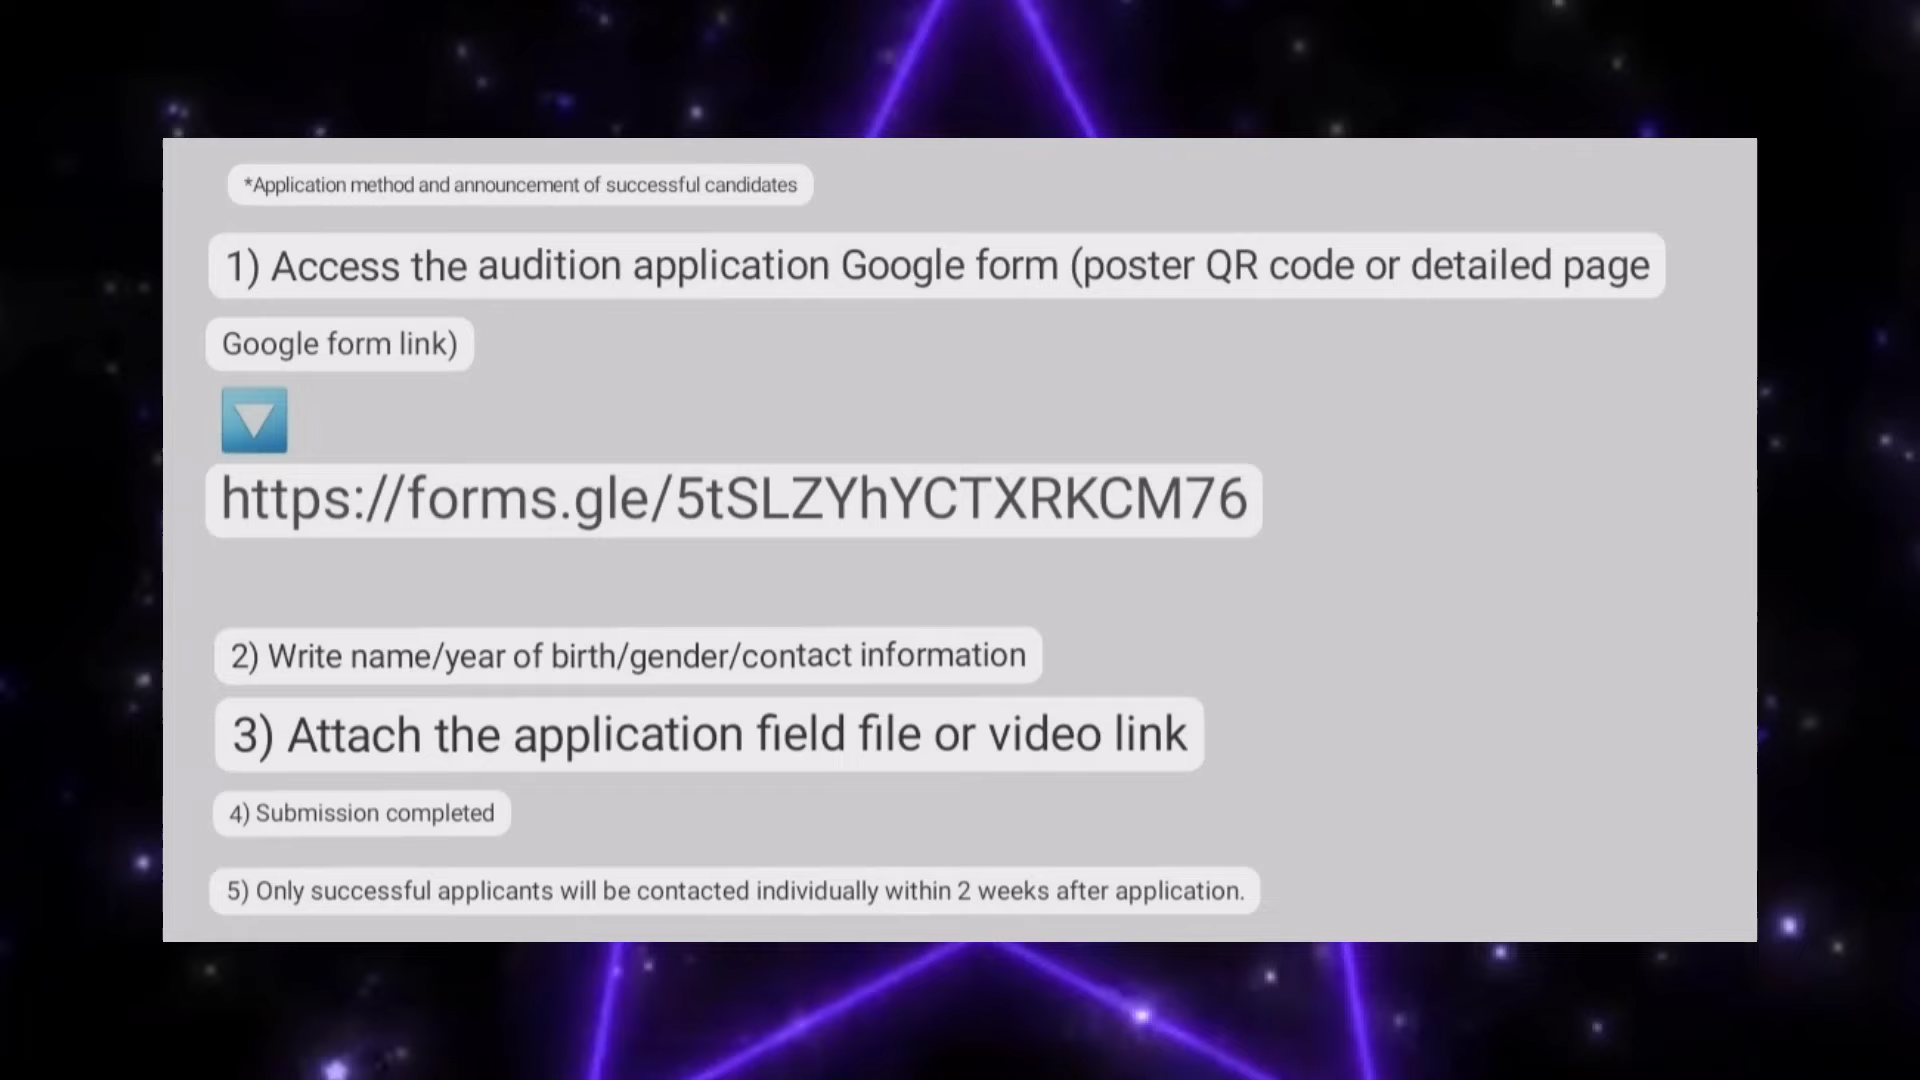 *Application method and announcement of successful candidates
1) Access the audition application Google form (poster QR code or detailed page
Google form link)
https://forms.gle/5tSLZYhYCTXRKCM76
2) Write name/year of birth/gender/contact information
3) Attach the application field file or video link
4) Submission completed
5) Only successful applicants will be contacted individually within 2 weeks after application.